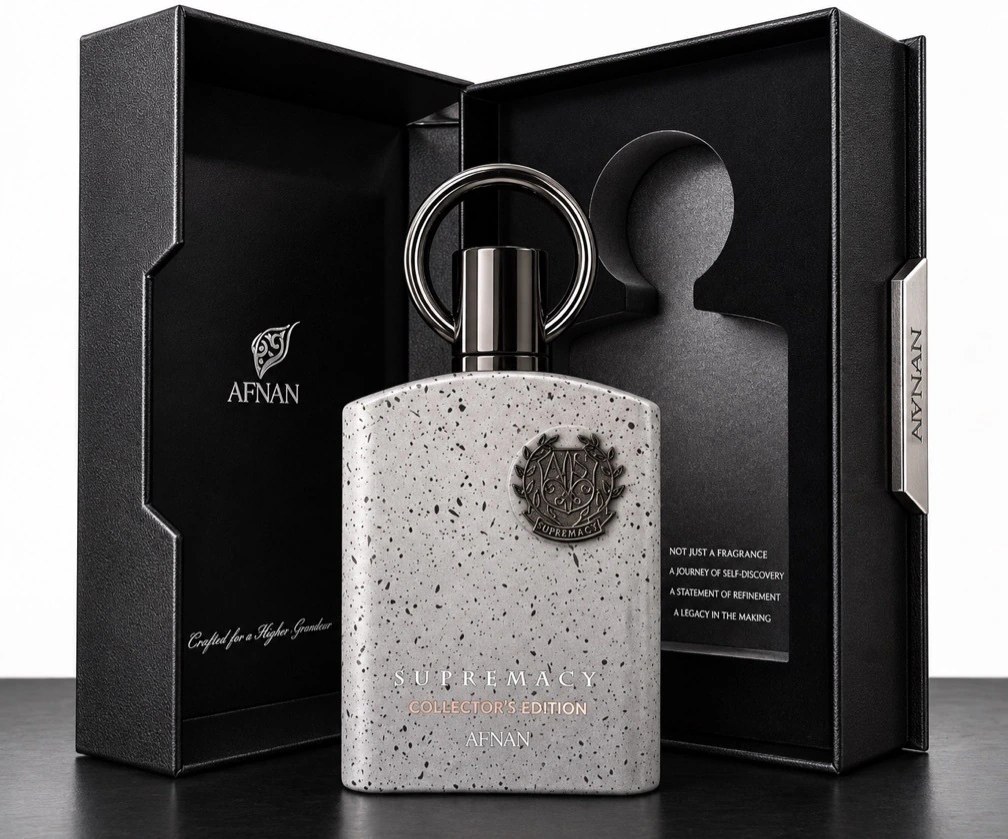 AFNAN
Crafted for a Higher Grandeur
SUPREMACY
SUPREMACY
COLLECTOR'S EDITION
AFNAN
NOT JUST A FRAGRANCE
A JOURNEY OF SELF-DISCOVERY
A STATEMENT OF REFINEMENT
A LEGACY IN THE MAKING
AFNAN